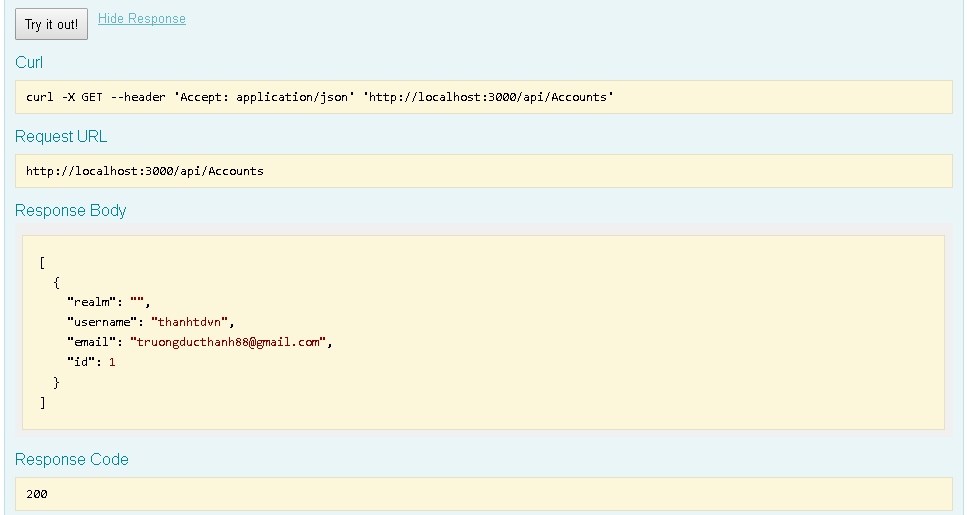 Try it out! Hide Response
Curl
curl -X GET --header 'Accept: application/json' 'http://localhost:3000/api/Accounts'
Request URL
http://localhost:3000/api/Accounts
Response Body
[
{
"realm": "",
"username": "thanhtdvn",
"email": "truongducthanh88@gmail.com",
"id": 1
}
]
Response Code
200